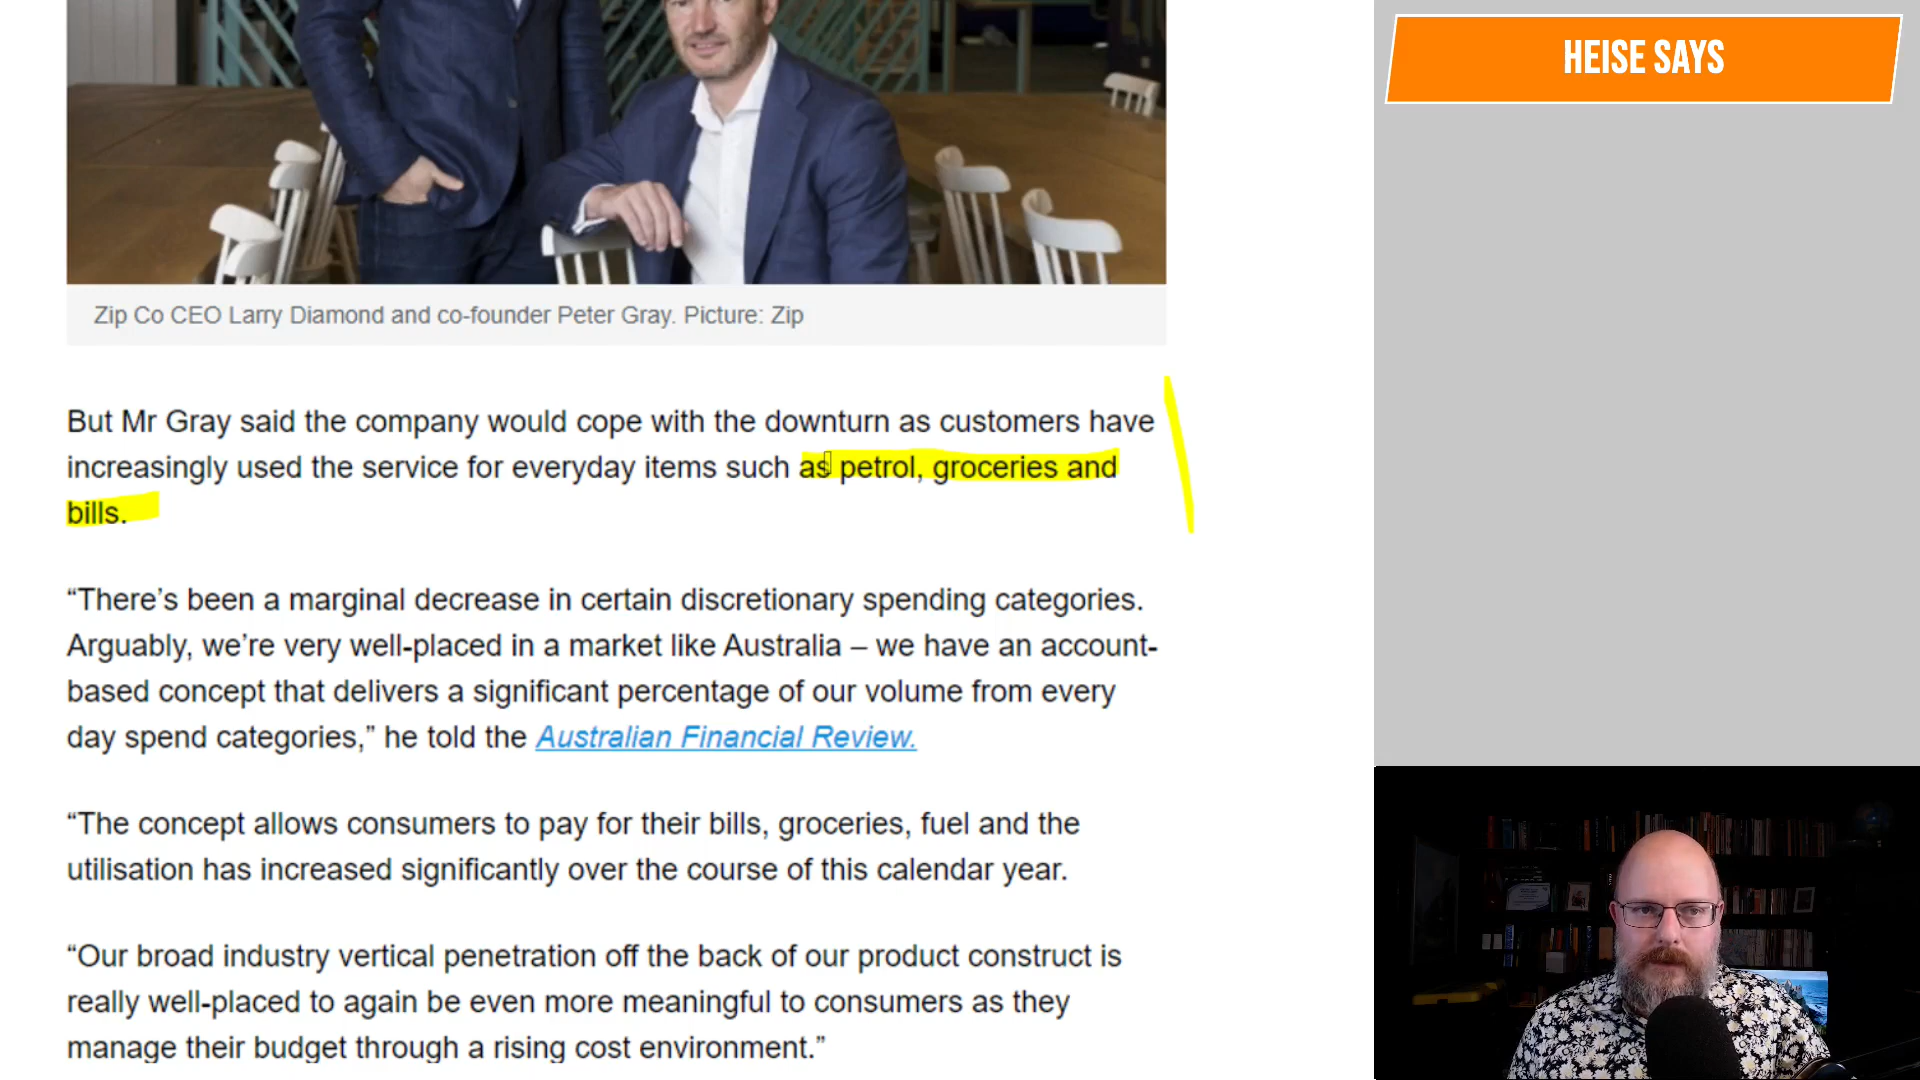 HEISE SAYS
Zip Co CEO Larry Diamond and co-founder Peter Gray. Picture: Zip
But Mr Gray said the company would cope with the downturn as customers have
increasingly used the service for everyday items such as petrol, groceries and
bills.
“There’s been a marginal decrease in certain discretionary spending categories.
Arguably, we’re very well-placed in a market like Australia – we have an account-
based concept that delivers a significant percentage of our volume from every
day spend categories,” he told the Australian Financial Review.
“The concept allows consumers to pay for their bills, groceries, fuel and the
utilisation has increased significantly over the course of this calendar year.
“Our broad industry vertical penetration off the back of our product construct is
really well-placed to again be even more meaningful to consumers as they
manage their budget through a rising cost environment.”